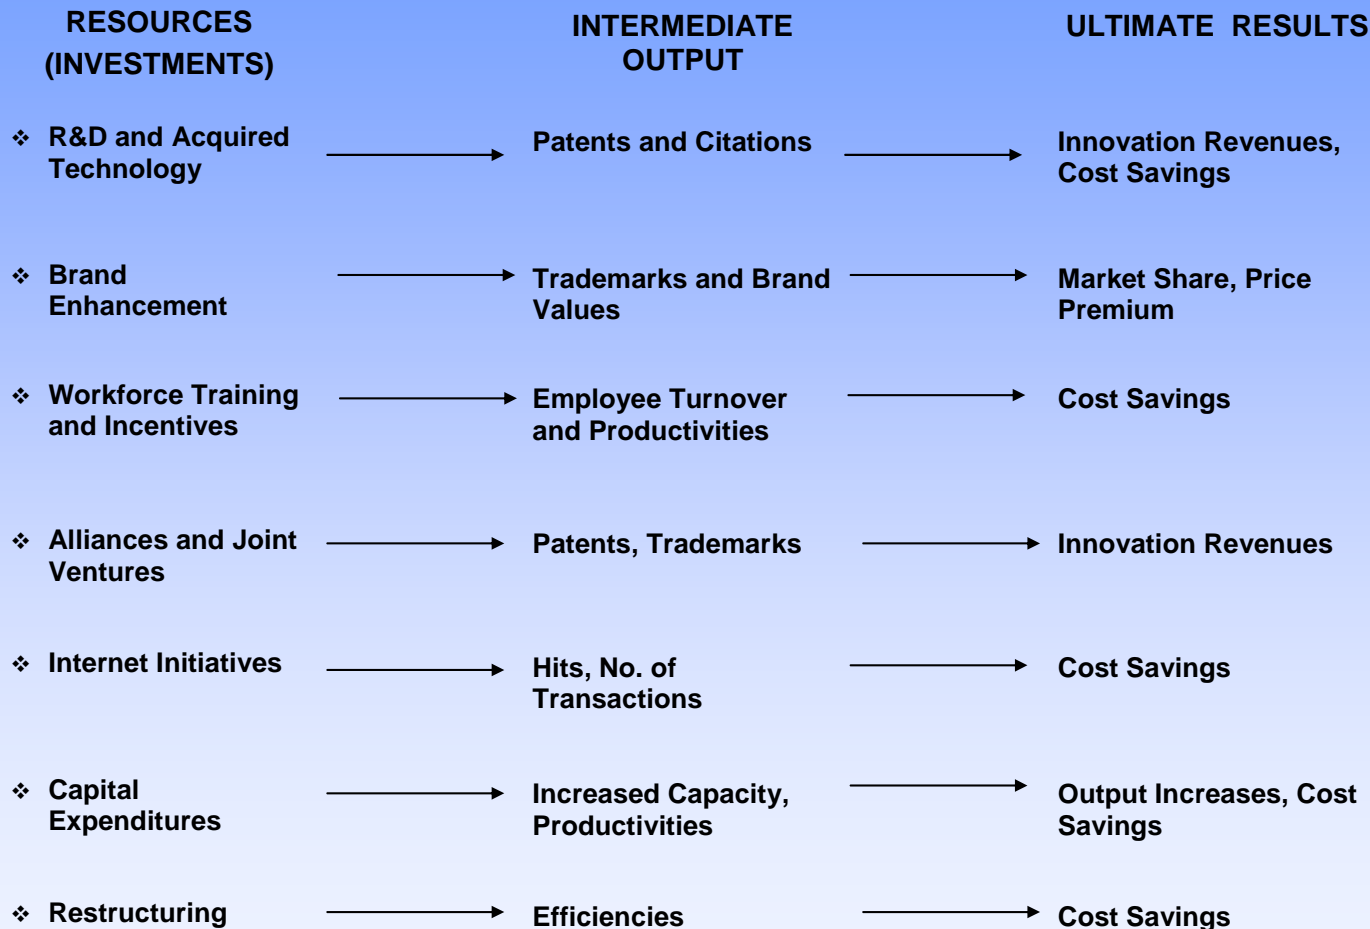 RESOURCES
(INVESTMENTS)
INTERMEDIATE
OUTPUT
ULTIMATE RESULTS
❖ R&D and Acquired
Technology
Patents and Citations
Innovation Revenues,
Cost Savings
❖ Brand
Enhancement
Trademarks and Brand
Values
Market Share, Price
Premium
❖ Workforce Training
and Incentives
Employee Turnover
and Productivities
Cost Savings
❖ Alliances and Joint
Ventures
Patents, Trademarks
Innovation Revenues
❖ Internet Initiatives
Hits, No. of
Transactions
Cost Savings
❖ Capital
Expenditures
Increased Capacity,
Productivities
Output Increases, Cost
Savings
❖ Restructuring
Efficiencies
Cost Savings